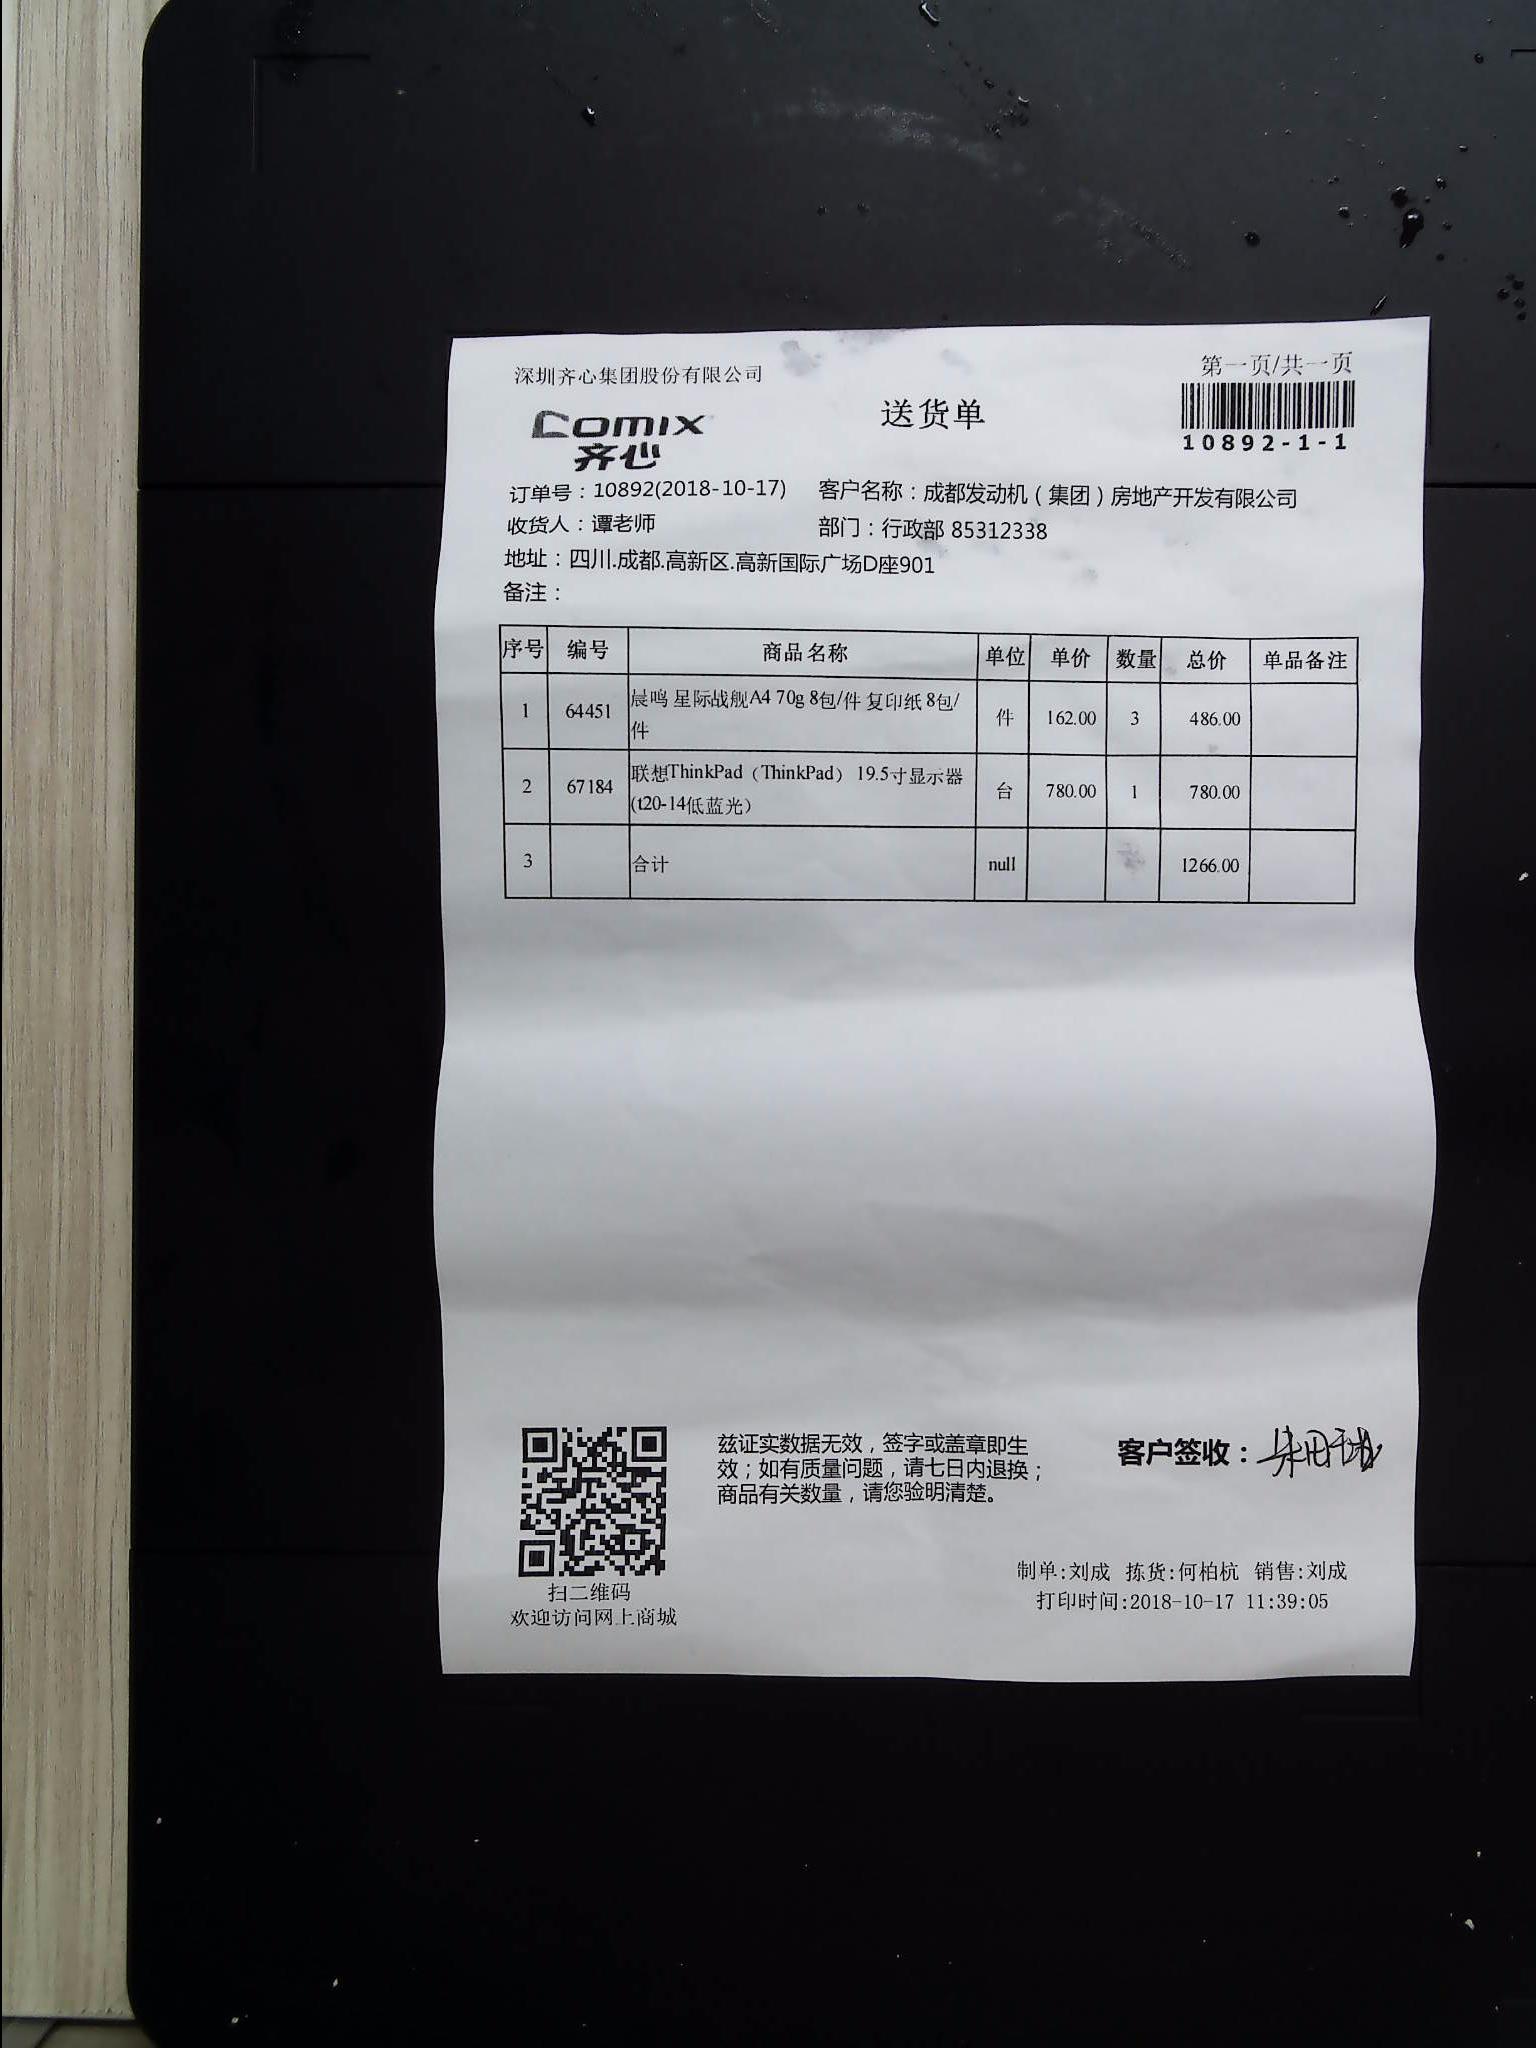 深圳齐心集团股份有限公司
第一页/共一页
COMIX
齐心
送货单
10892-1-1
订单号：10892(2018-10-17) 客户名称：成都发动机（集团）房地产开发有限公司
收货人：谭老师 部门：行政部 85312338
地址：四川.成都.高新区.高新国际广场D座901
备注：
序号 编号 商品名称 单位 单价 数量 总价 单品备注
1 64451 晨鸣 星际战舰A4 70g 8包/件 复印纸 8包/ 件 162.00 3 486.00
件
2 67184 联想ThinkPad（ThinkPad） 19.5寸显示器 台 780.00 1 780.00
(t20-14低蓝光）
3 合计 null 1266.00
兹证实数据无效，签字或盖章即生
效；如有质量问题，请七日内退换；
商品有关数量，请您验明清楚。
客户签收：
扫二维码
欢迎访问网上商城
制单:刘成 拣货:何柏杭 销售:刘成
打印时间:2018-10-17 11:39:05